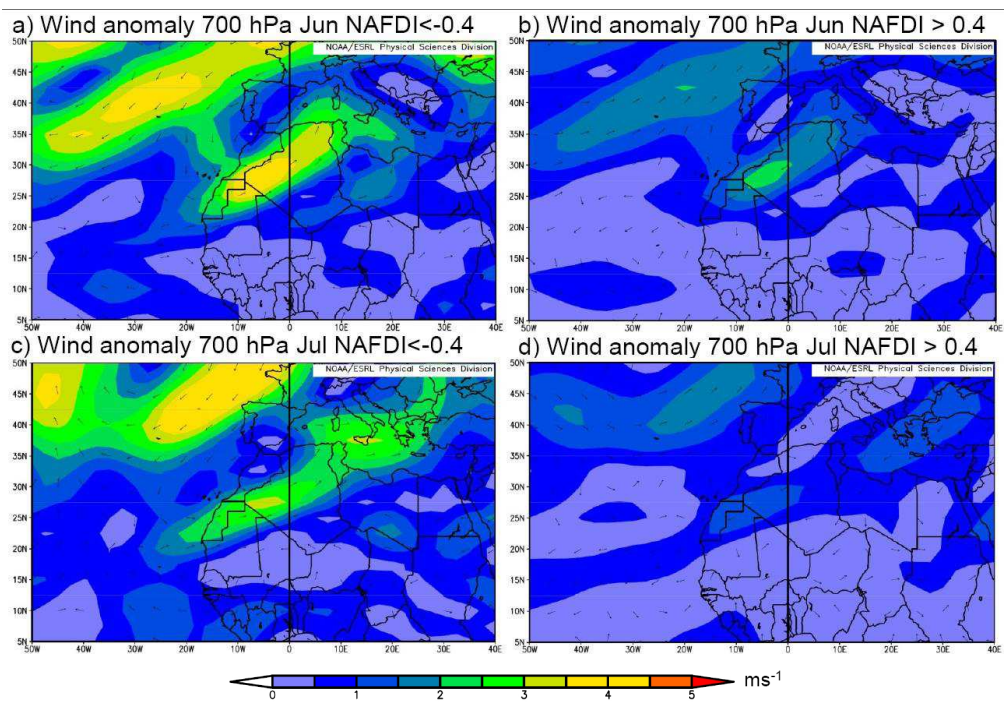 a) Wind anomaly 700 hPa Jun NAFDI<-0.4
NOAA/ESRL Physical Sciences Division
50N
45N
40N
35N
30N
25N
20N
15N
10N
5N
50W 40W 30W 20W 10W 0 10E 20E 30E 40E
b) Wind anomaly 700 hPa Jun NAFDI > 0.4
NOAA/ESRL Physical Sciences Division
50N
45N
40N
35N
30N
25N
20N
15N
10N
5N
50W 40W 30W 20W 10W 0 10E 20E 30E 40E
c) Wind anomaly 700 hPa Jul NAFDI<-0.4
NOAA/ESRL Physical Sciences Division
50N
45N
40N
35N
30N
25N
20N
15N
10N
5N
50W 40W 30W 20W 10W 0 10E 20E 30E 40E
d) Wind anomaly 700 hPa Jul NAFDI > 0.4
NOAA/ESRL Physical Sciences Division
50N
45N
40N
35N
30N
25N
20N
15N
10N
5N
50W 40W 30W 20W 10W 0 10E 20E 30E 40E
0 1 2 3 4 5 ms-1